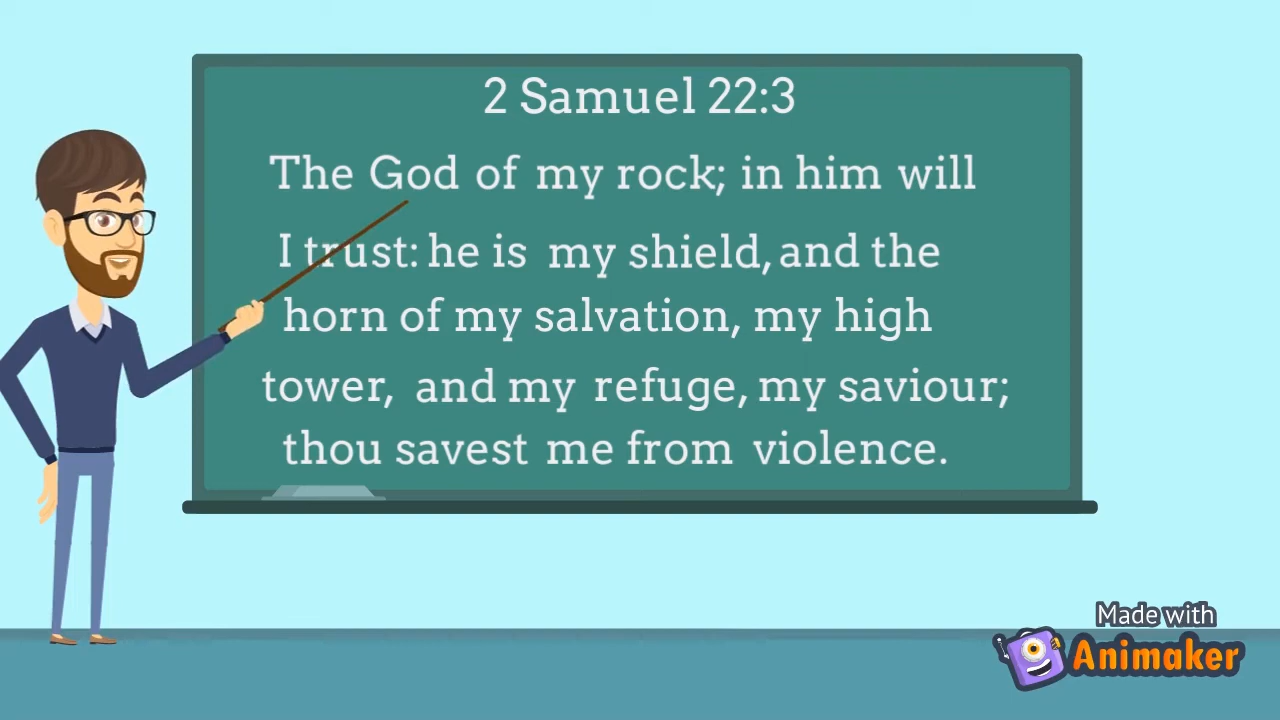 2 Samuel 22:3
The God of my rock; in him will
I trust: he is my shield, and the
horn of my salvation, my high
tower, and my refuge, my saviour;
thou savest me from violence.
Made with
Animaker